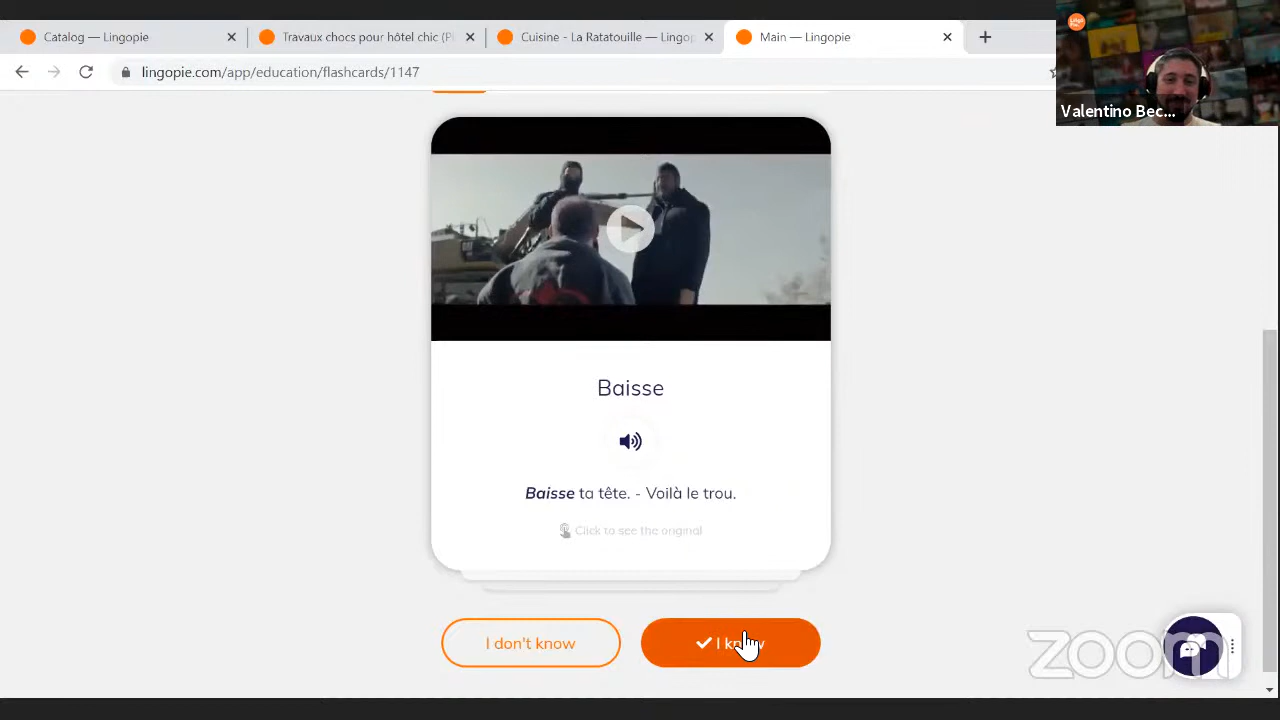 Catalog — Lingopie
Travaux chocs pour hôtel chic (P
Cuisine - La Ratatouille — Lingop
Main — Lingopie
lingopie.com/app/education/flashcards/1147
Valentino Bec...
Baisse
Baisse ta tête. - Voilà le trou.
Click to see the original
I don't know
I know
zoom